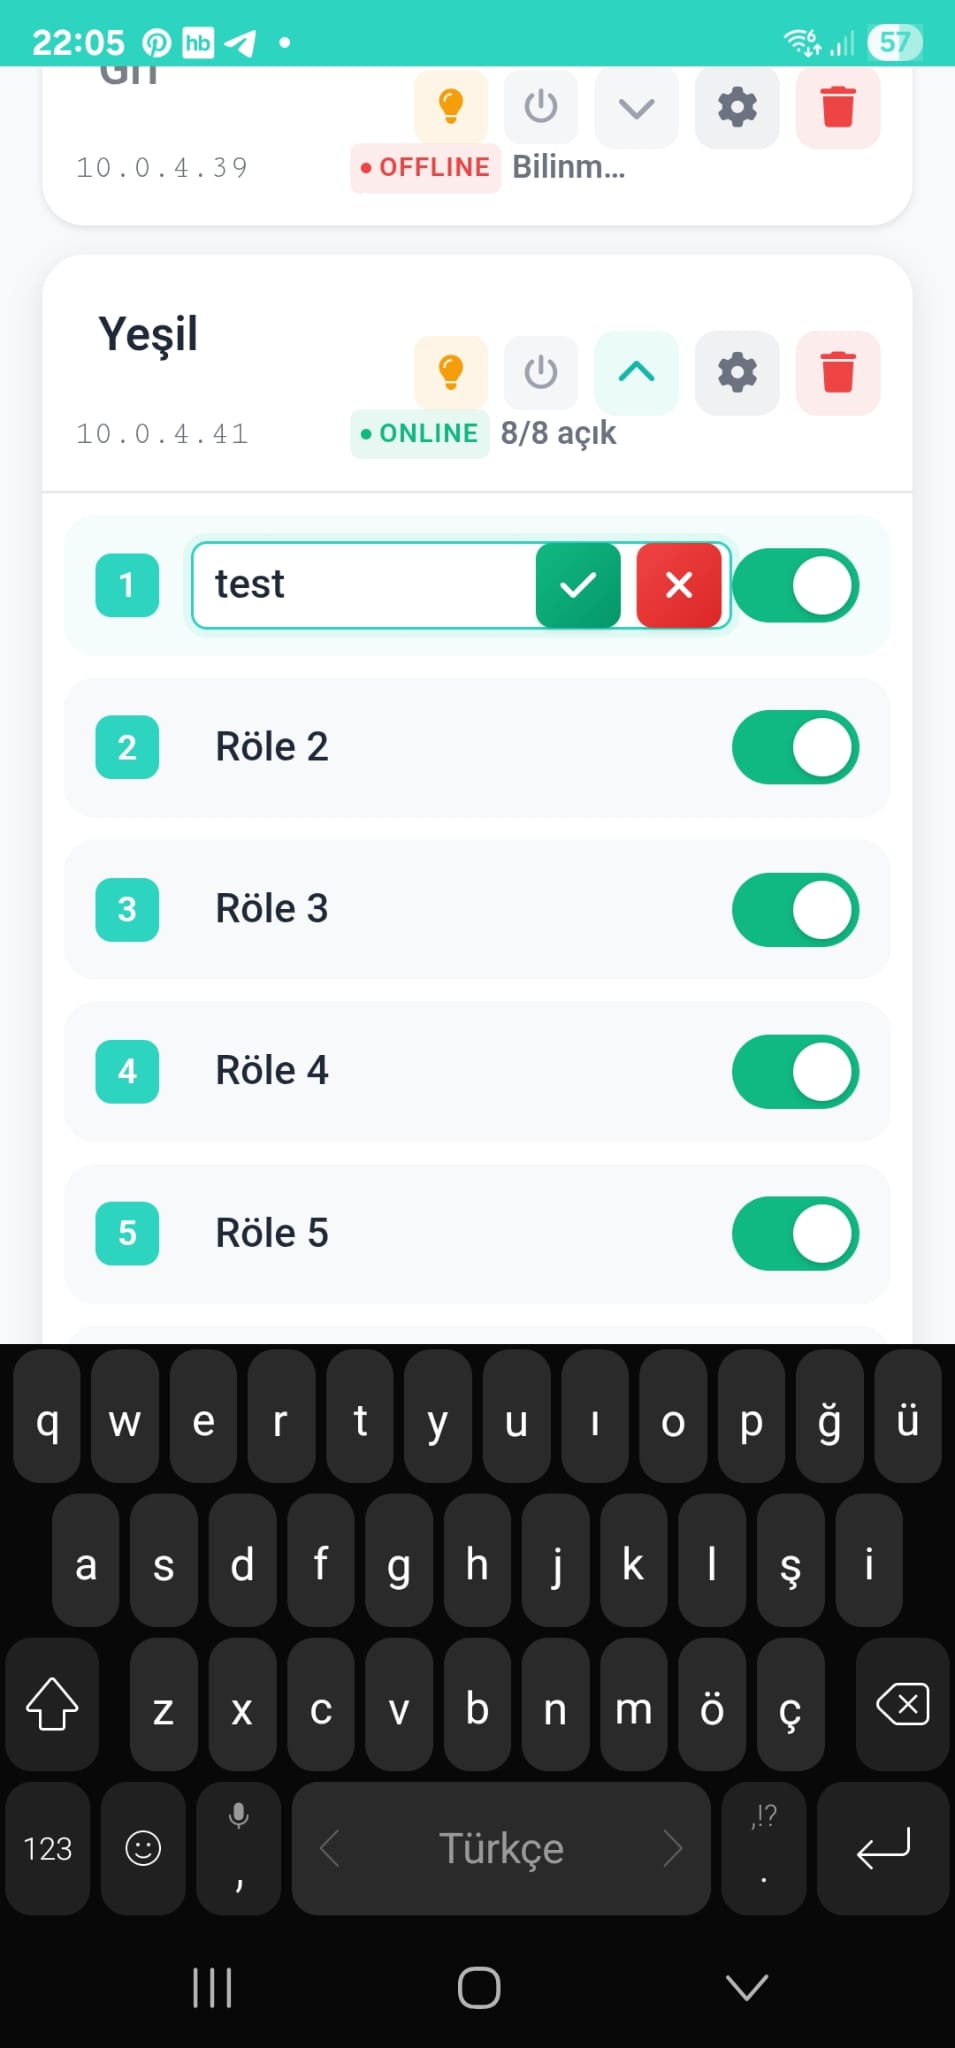 22:05 hb 6 57
10.0.4.39 OFFLINE Bilinm...
Yeşil
10.0.4.41 ONLINE 8/8 açık
1 test
2 Röle 2
3 Röle 3
4 Röle 4
5 Röle 5
q w e r t y u ı o p ğ ü
a s d f g h j k l ş i
z x c v b n m ö ç
123 , Türkçe ,!? .